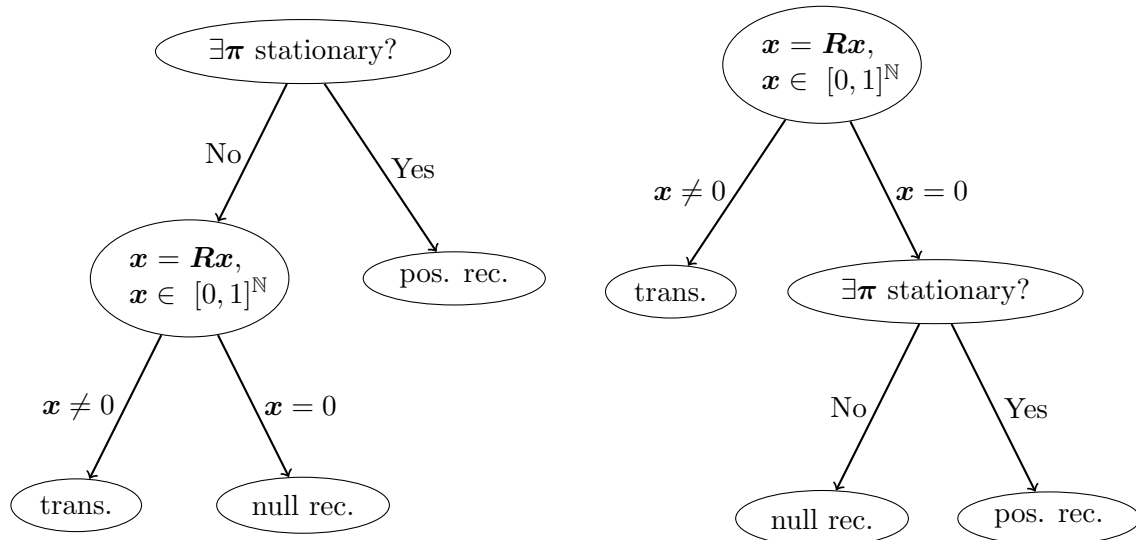 ∃π stationary?
No
Yes
x = Rx,
x ∈ [0, 1]^ℕ
pos. rec.
x ≠ 0
x = 0
trans.
null rec.
x = Rx,
x ∈ [0, 1]^ℕ
x ≠ 0
x = 0
trans.
∃π stationary?
No
Yes
null rec.
pos. rec.